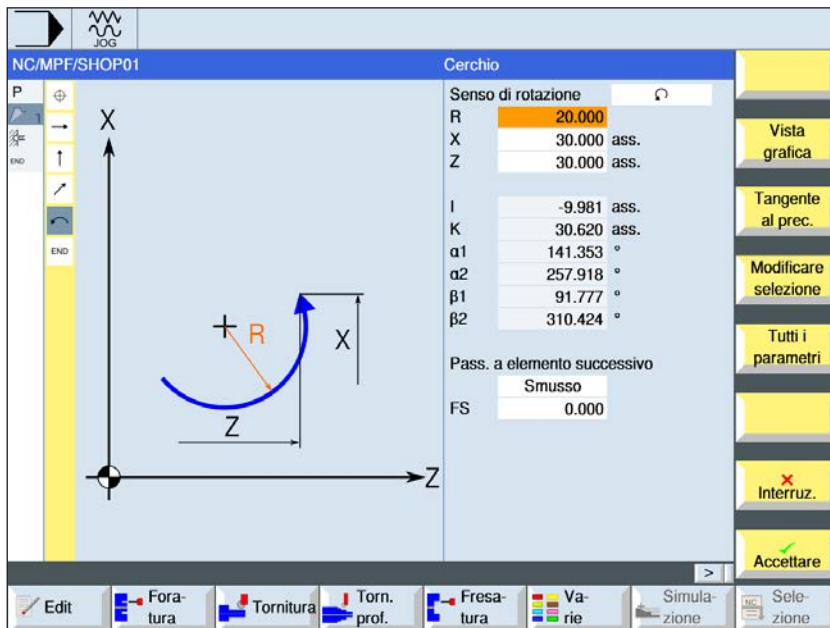 JOG
NC/MPF/SHOP01
Cerchio
P
1
END
END
X
R
X
Z
Z
Senso di rotazione
R 20.000
X 30.000 ass.
Z 30.000 ass.
I -9.981 ass.
K 30.620 ass.
α1 141.353 °
α2 257.918 °
β1 91.777 °
β2 310.424 °
Pass. a elemento successivo
Smusso
FS 0.000
Vista
grafica
Tangente
al prec.
Modificare
selezione
Tutti i
parametri
Interruz.
Accettare
>
Edit
Fora-
tura
Tornitura
Torn.
prof.
Fresa-
tura
Va-
rie
Simula-
zione
NC
Sele-
zione